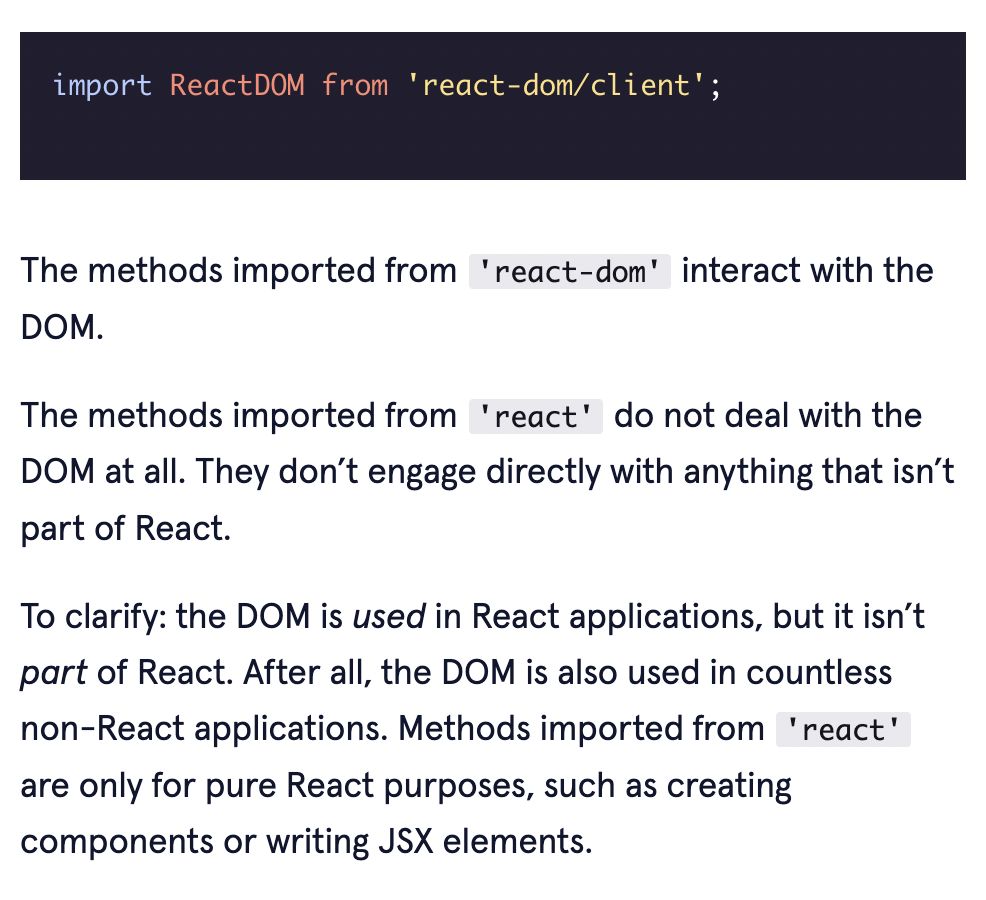 import ReactDOM from 'react-dom/client';
The methods imported from 'react-dom' interact with the
DOM.
The methods imported from 'react' do not deal with the
DOM at all. They don’t engage directly with anything that isn’t
part of React.
To clarify: the DOM is used in React applications, but it isn’t
part of React. After all, the DOM is also used in countless
non-React applications. Methods imported from 'react'
are only for pure React purposes, such as creating
components or writing JSX elements.